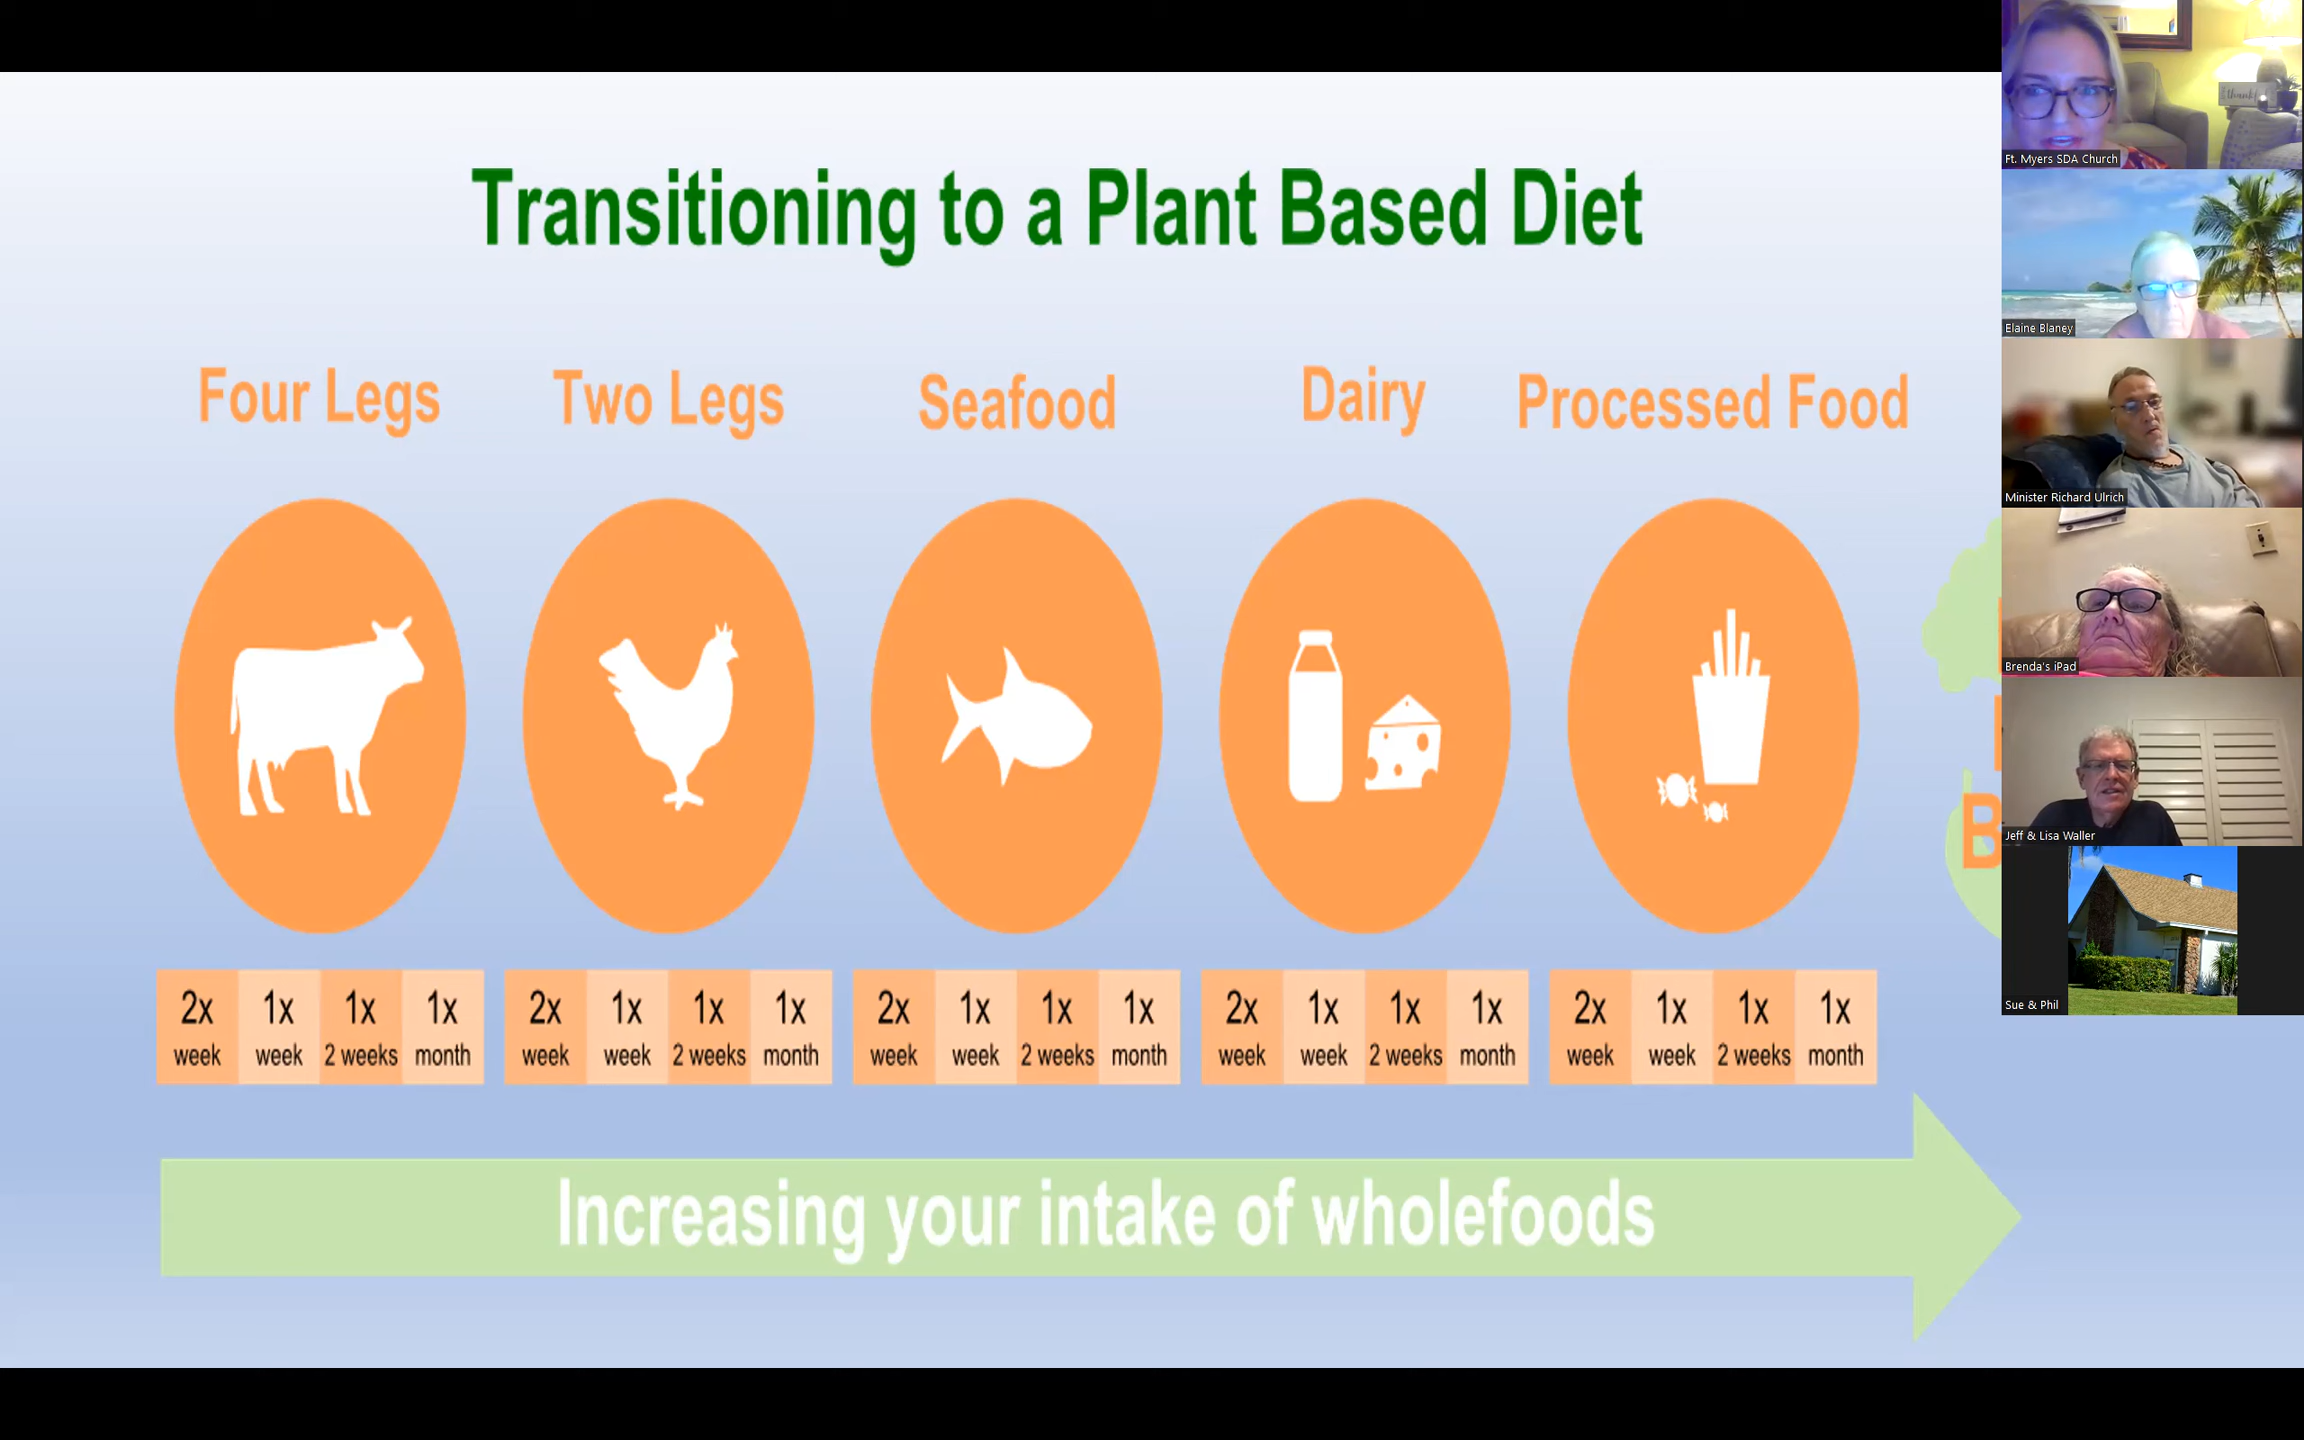 Transitioning to a Plant Based Diet
Four Legs
Two Legs
Seafood
Dairy
Processed Food
2x
week
1x
week
1x
2 weeks
1x
month
2x
week
1x
week
1x
2 weeks
1x
month
2x
week
1x
week
1x
2 weeks
1x
month
2x
week
1x
week
1x
2 weeks
1x
month
2x
week
1x
week
1x
2 weeks
1x
month
Increasing your intake of wholefoods
Ft. Myers SDA Church
Elaine Blaney
Minister Richard Ulrich
Brenda's iPad
Jeff & Lisa Waller
Sue & Phil